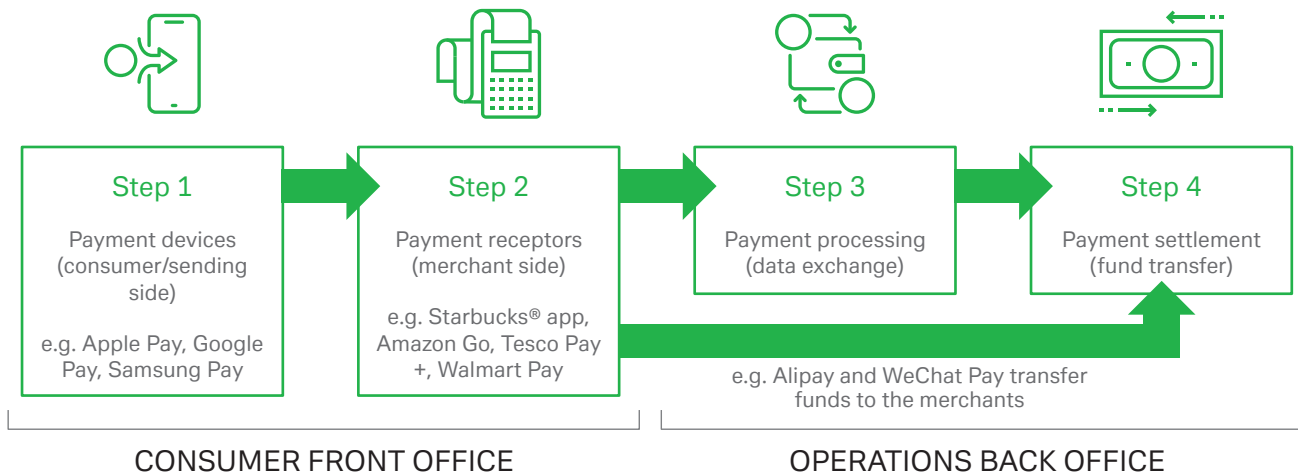 Step 1
Payment devices
(consumer/sending
side)
e.g. Apple Pay, Google
Pay, Samsung Pay
Step 2
Payment receptors
(merchant side)
e.g. Starbucks® app,
Amazon Go, Tesco Pay
+, Walmart Pay
Step 3
Payment processing
(data exchange)
Step 4
Payment settlement
(fund transfer)
e.g. Alipay and WeChat Pay transfer
funds to the merchants
CONSUMER FRONT OFFICE
OPERATIONS BACK OFFICE